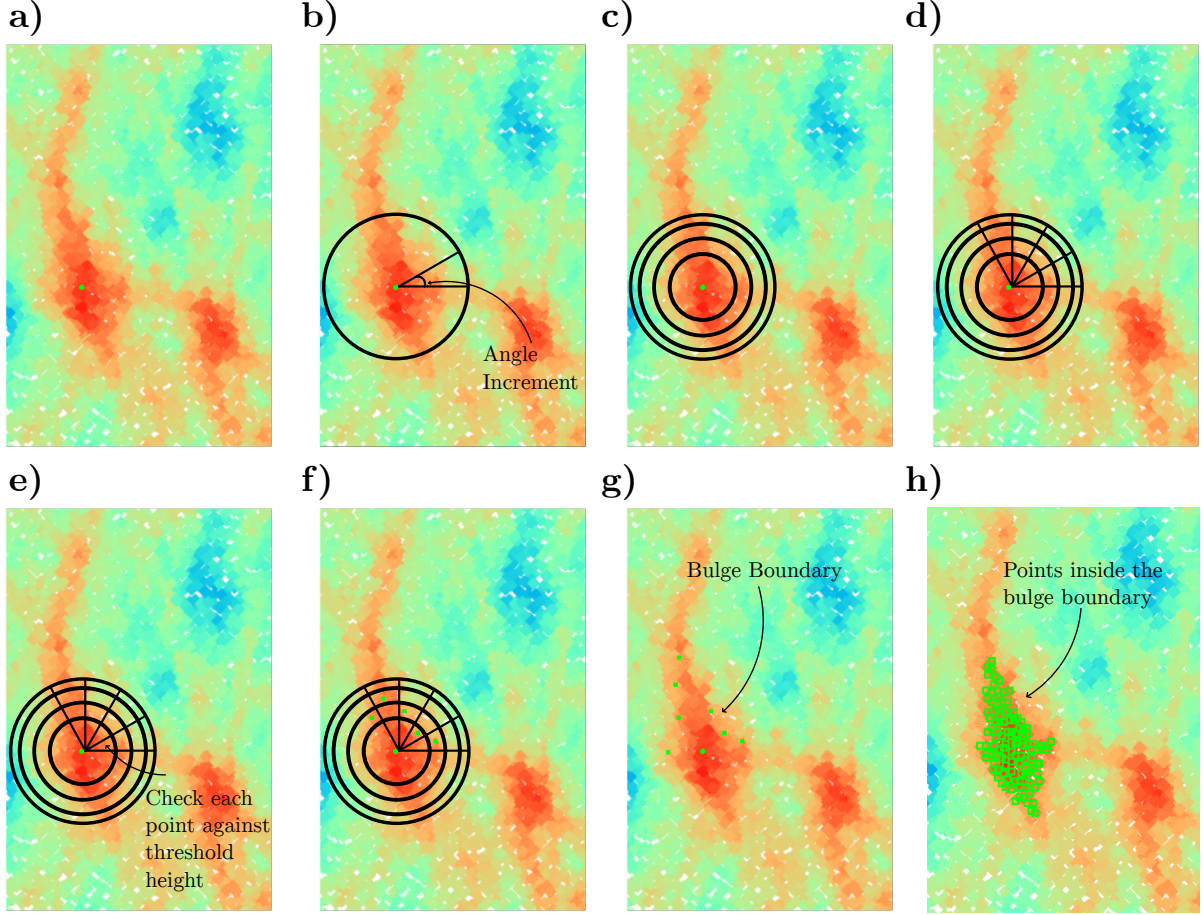 a)
b)
c)
d)
Angle
Increment
e)
f)
g)
h)
Check each
point against
threshold
height
Bulge Boundary
Points inside the
bulge boundary